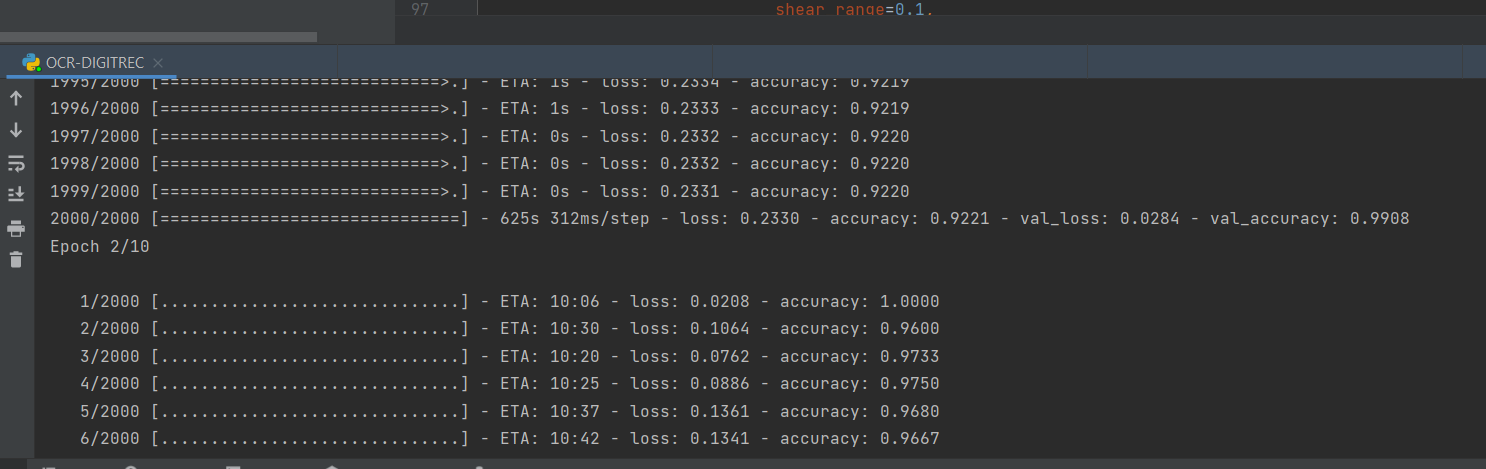 97 shear_range=0.1,
OCR-DIGITREC
1995/2000 [============================>.] - ETA: 1s - loss: 0.2334 - accuracy: 0.9219
1996/2000 [============================>.] - ETA: 1s - loss: 0.2333 - accuracy: 0.9219
1997/2000 [============================>.] - ETA: 0s - loss: 0.2332 - accuracy: 0.9220
1998/2000 [============================>.] - ETA: 0s - loss: 0.2332 - accuracy: 0.9220
1999/2000 [============================>.] - ETA: 0s - loss: 0.2331 - accuracy: 0.9220
2000/2000 [==============================] - 625s 312ms/step - loss: 0.2330 - accuracy: 0.9221 - val_loss: 0.0284 - val_accuracy: 0.9908
Epoch 2/10
1/2000 [..............................] - ETA: 10:06 - loss: 0.0208 - accuracy: 1.0000
2/2000 [..............................] - ETA: 10:30 - loss: 0.1064 - accuracy: 0.9600
3/2000 [..............................] - ETA: 10:20 - loss: 0.0762 - accuracy: 0.9733
4/2000 [..............................] - ETA: 10:25 - loss: 0.0886 - accuracy: 0.9750
5/2000 [..............................] - ETA: 10:37 - loss: 0.1361 - accuracy: 0.9680
6/2000 [..............................] - ETA: 10:42 - loss: 0.1341 - accuracy: 0.9667